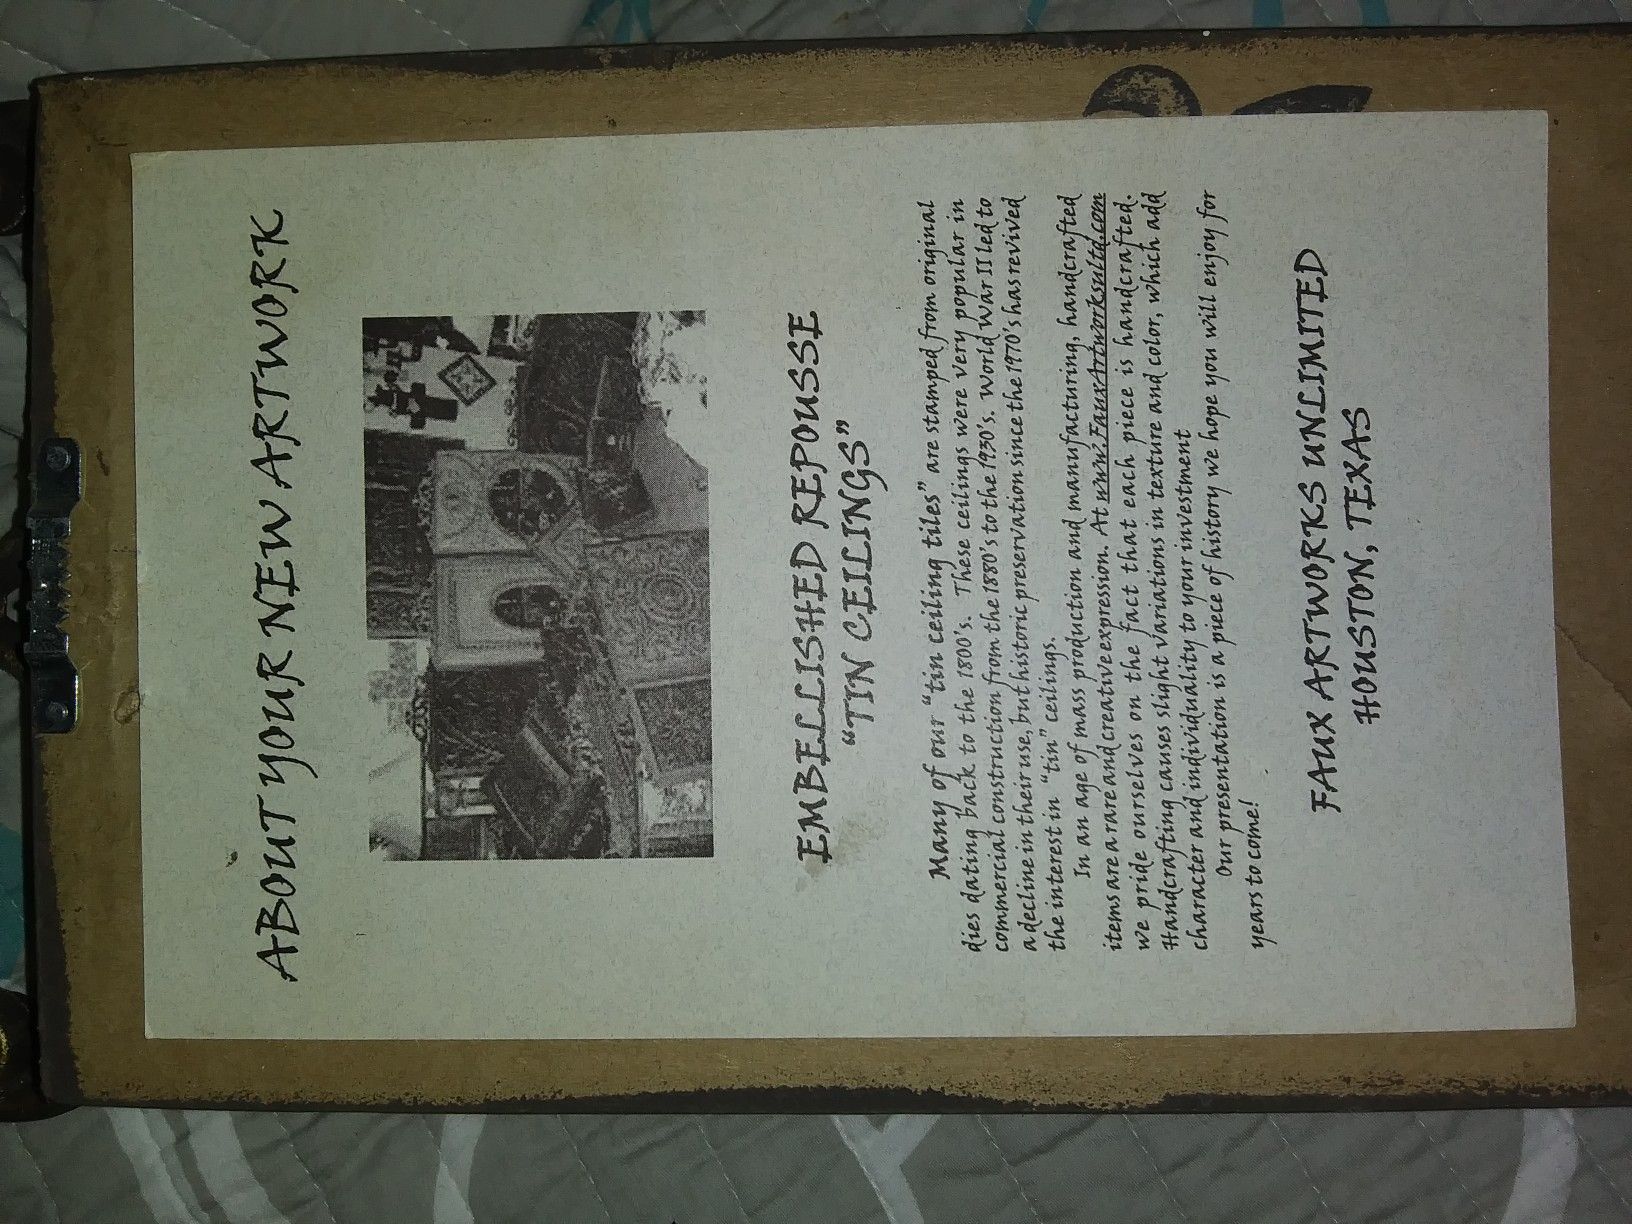 ABOUT YOUR NEW ARTWORK
EMBELLISHED REPOUSSE
"TIN CEILINGS"
Many of our "tin ceiling tiles" are stamped from original
dies dating back to the 1800's. These ceilings were very popular in
commercial construction from the 1880's to the 1930's. World War II led to
a decline in their use, but historic preservation since the 1970's has revived
the interest in "tin" ceilings.
In an age of mass production and manufacturing, handcrafted
items are a rare and creative expression. At www.FauxArtworksultd.com
we pride ourselves on the fact that each piece is handcrafted.
Handcrafting causes slight variations in texture and color, which add
character and individuality to your investment
Our presentation is a piece of history we hope you will enjoy for
years to come!
FAUX ARTWORKS UNLIMITED
HOUSTON, TEXAS